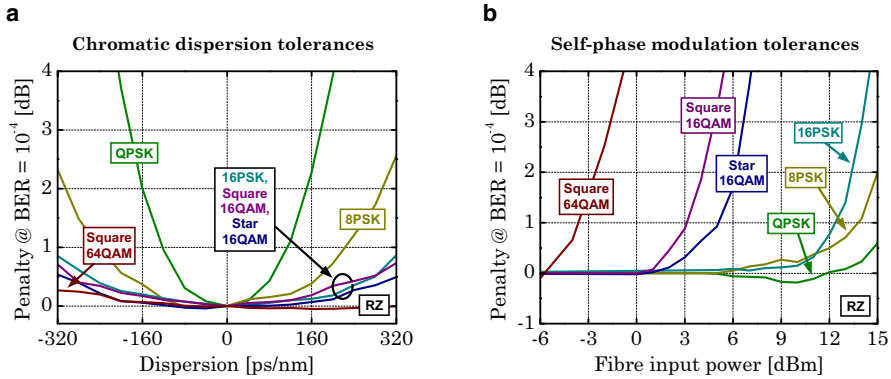 a
Chromatic dispersion tolerances
Penalty @ BER = 10⁻⁴ [dB]
4
3
2
1
0
QPSK
16PSK,
Square
16QAM,
Star
16QAM
8PSK
Square
64QAM
RZ
-320 -160 0 160 320
Dispersion [ps/nm]
b
Self-phase modulation tolerances
Penalty @ BER = 10⁻⁴ [dB]
4
3
2
1
0
-1
Square
16QAM
16PSK
Star
16QAM
8PSK
Square
64QAM
QPSK
RZ
-6 -3 0 3 6 9 12 15
Fibre input power [dBm]